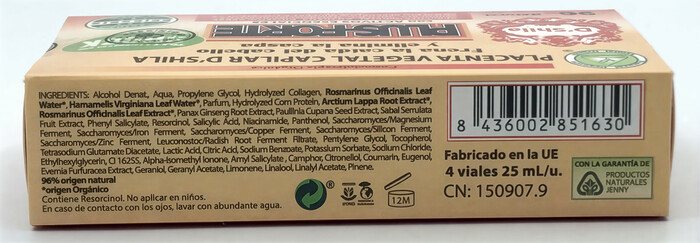 PLACENTA VEGETAL CAPILAR D'SHILA
PLUS-FORTE
Frena la caída del cabello
y elimina la caspa
D'Shila
INGREDIENTS: Alcohol Denat., Aqua, Propylene Glycol, Hydrolyzed Collagen, Rosmarinus Officinalis Leaf
Water*, Hamamelis Virginiana Leaf Water*, Parfum, Hydrolyzed Corn Protein, Arctium Lappa Root Extract*,
Rosmarinus Officinalis Leaf Extract*, Panax Ginseng Root Extract, Paullinia Cupana Seed Extract, Sabal Serrulata
Fruit Extract, Phenyl Salicylate, Resorcinol, Salicylic Acid, Niacinamide, Panthenol, Saccharomyces/Magnesium
Ferment, Saccharomyces/Iron Ferment, Saccharomyces/Copper Ferment, Saccharomyces/Silicon Ferment,
Saccharomyces/Zinc Ferment, Leuconostoc/Radish Root Ferment Filtrate, Pentylene Glycol, Tocopherol,
Tetrasodium Glutamate Diacetate, Lactic Acid, Citric Acid, Sodium Benzoate, Potassium Sorbate, Sodium Chloride,
Ethylhexylglycerin, CI 16255, Alpha-Isomethyl Ionone, Amyl Salicylate, Camphor, Citronellol, Coumarin, Eugenol,
Evernia Furfuracea Extract, Geraniol, Geranyl Acetate, Limonene, Linalool, Linalyl Acetate, Pinene.
96% origen natural
*origen Orgánico
Contiene Resorcinol. No aplicar en niños.
En caso de contacto con los ojos, lavar con abundante agua.
12M
8 436002 851630
Fabricado en la UE
4 viales 25 mL/u.
CN: 150907.9
CON LA GARANTÍA DE
PRODUCTOS
NATURALES
JENNY